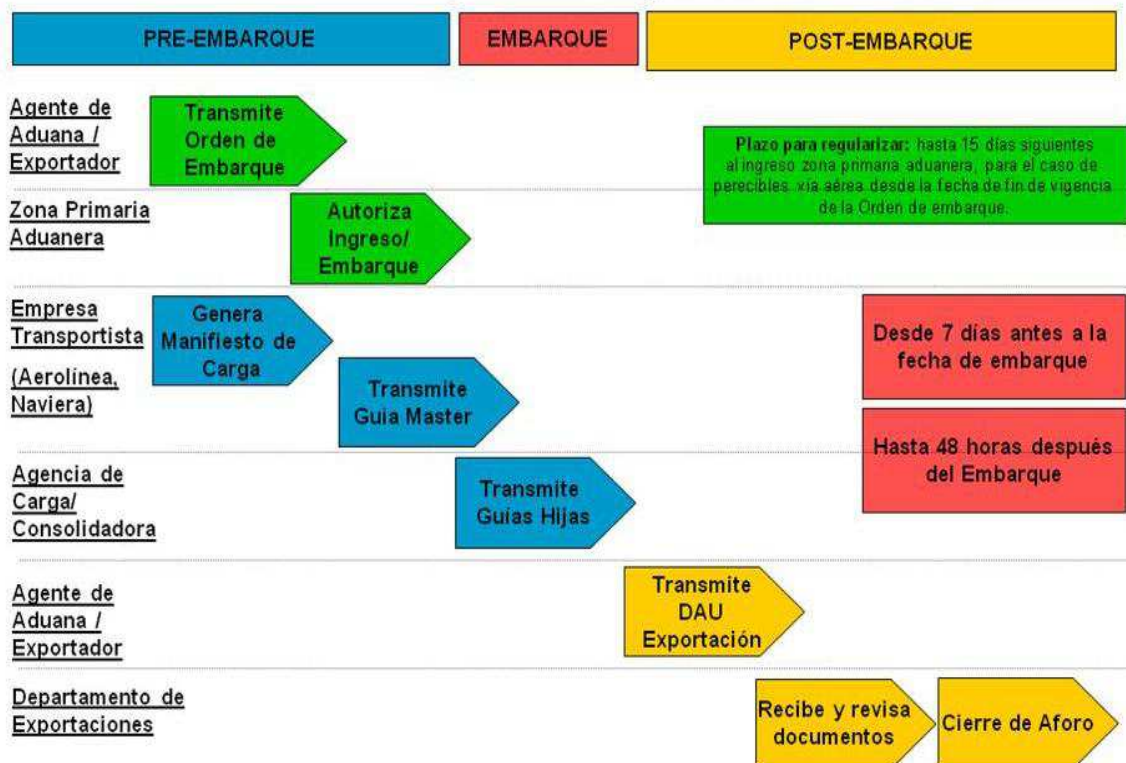 PRE-EMBARQUE
EMBARQUE
POST-EMBARQUE
Agente de
Aduana /
Exportador
Transmite
Orden de
Embarque
Plazo para regularizar: hasta 15 días siguientes
al ingreso zona primaria aduanera, para el caso de
perecibles vía aérea desde la fecha de fin de vigencia
de la Orden de embarque.
Zona Primaria
Aduanera
Autoriza
Ingreso/
Embarque
Empresa
Transportista
(Aerolínea,
Naviera)
Genera
Manifiesto de
Carga
Transmite
Guia Master
Desde 7 días antes a la
fecha de embarque
Hasta 48 horas después
del Embarque
Agencia de
Carga/
Consolidadora
Transmite
Guías Hijas
Agente de
Aduana /
Exportador
Transmite
DAU
Exportación
Departamento de
Exportaciones
Recibe y revisa
documentos
Cierre de Aforo